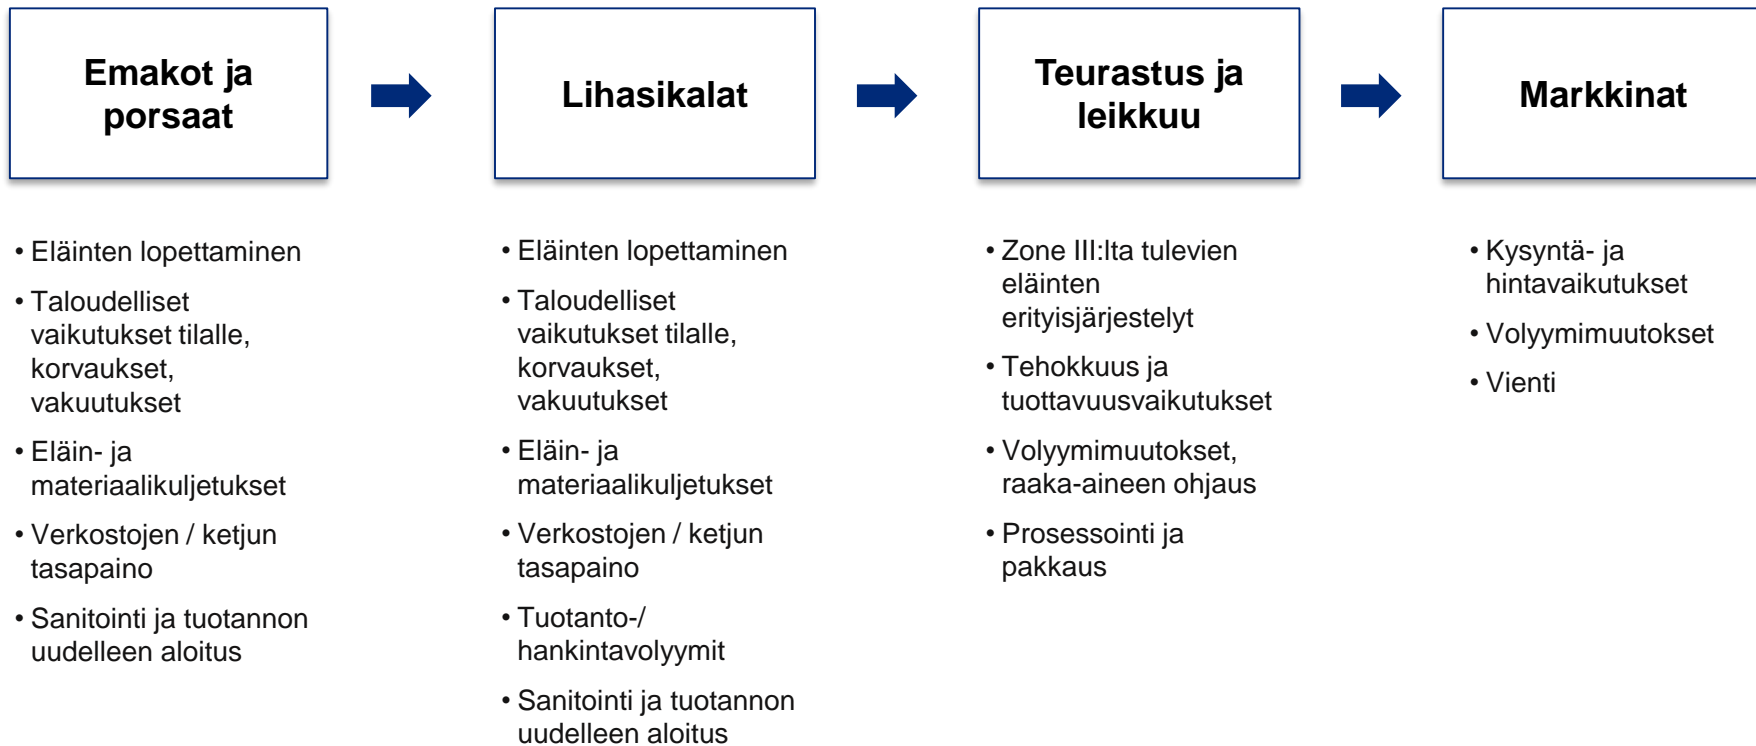 Emakot ja
porsaat
Lihasikalat
Teurastus ja
leikkuu
Markkinat
• Eläinten lopettaminen
• Taloudelliset
vaikutukset tilalle,
korvaukset,
vakuutukset
• Eläin- ja
materiaalikuljetukset
• Verkostojen / ketjun
tasapaino
• Sanitointi ja tuotannon
uudelleen aloitus
• Eläinten lopettaminen
• Taloudelliset
vaikutukset tilalle,
korvaukset,
vakuutukset
• Eläin- ja
materiaalikuljetukset
• Verkostojen / ketjun
tasapaino
• Tuotanto-/
hankintavolyymit
• Sanitointi ja tuotannon
uudelleen aloitus
• Zone III:lta tulevien
eläinten
erityisjärjestelyt
• Tehokkuus ja
tuottavuusvaikutukset
• Volyymimuutokset,
raaka-aineen ohjaus
• Prosessointi ja
pakkaus
• Kysyntä- ja
hintavaikutukset
• Volyymimuutokset
• Vienti